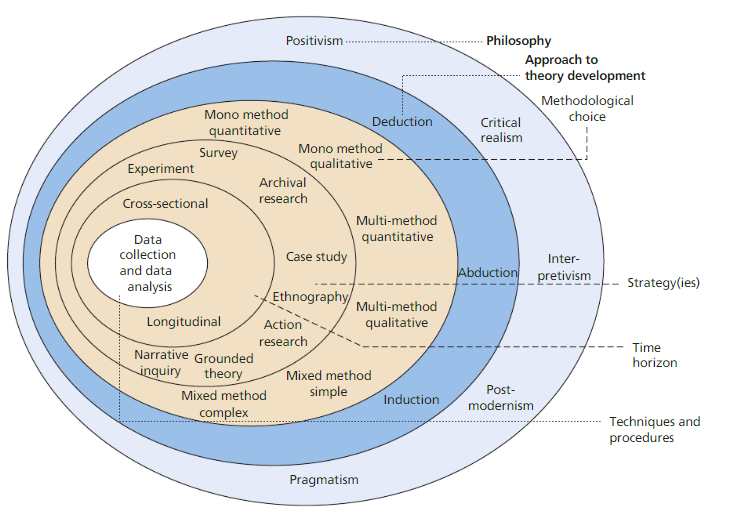 Positivism
Philosophy
Approach to
theory development
Methodological
choice
Mono method
quantitative
Deduction
Critical
realism
Survey
Mono method
qualitative
Experiment
Archival
research
Cross-sectional
Multi-method
quantitative
Data
collection
and data
analysis
Case study
Inter-
pretivism
Abduction
Strategy(ies)
Ethnography
Multi-method
qualitative
Longitudinal
Action
research
Time
horizon
Narrative
inquiry
Grounded
theory
Mixed method
simple
Mixed method
complex
Induction
Post-
modernism
Techniques and
procedures
Pragmatism